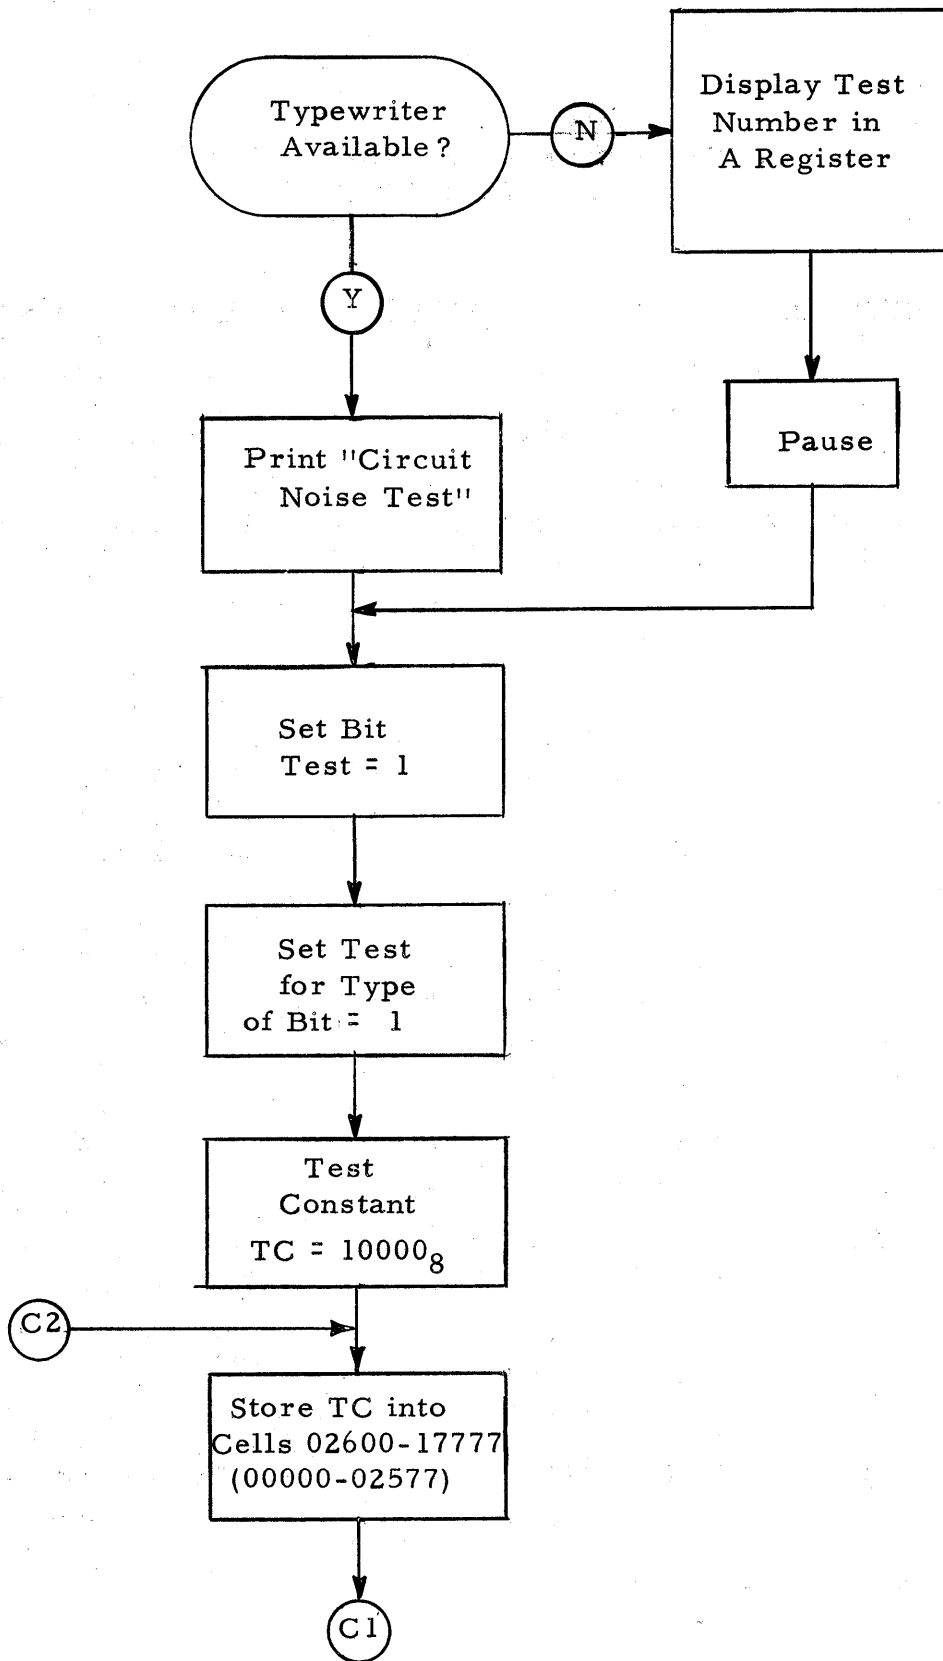 Typewriter
Available?
N
Display Test
Number in
A Register
Y
Pause
Print "Circuit
Noise Test"
Set Bit
Test = 1
Set Test
for Type
of Bit = 1
Test
Constant
TC = 10000₈
C2
Store TC into
Cells 02600-17777
(00000-02577)
C1